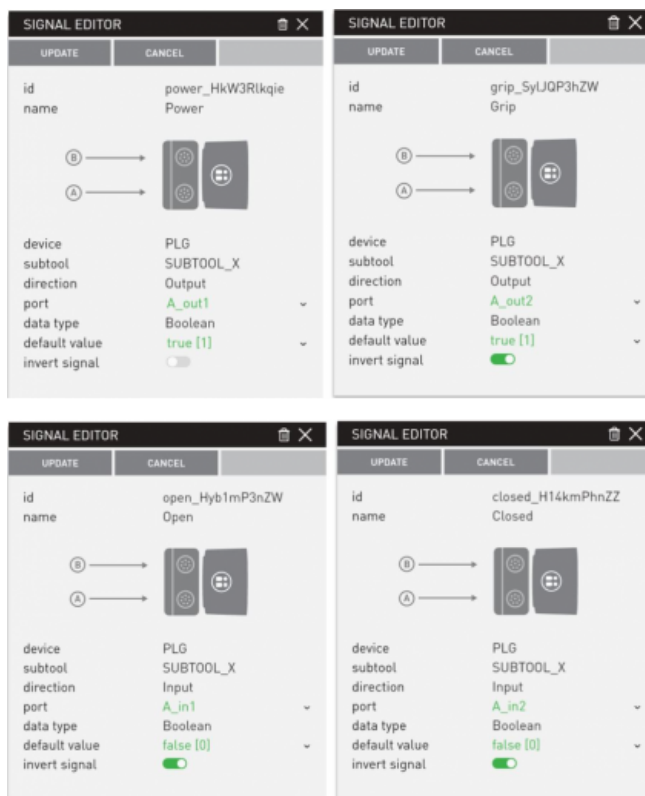 SIGNAL EDITOR
UPDATE CANCEL
id power_HkW3Rlkqie
name Power
B
A
device PLG
subtool SUBTOOL_X
direction Output
port A_out1
data type Boolean
default value true [1]
invert signal
SIGNAL EDITOR
UPDATE CANCEL
id grip_SylJQP3hZW
name Grip
B
A
device PLG
subtool SUBTOOL_X
direction Output
port A_out2
data type Boolean
default value true [1]
invert signal
SIGNAL EDITOR
UPDATE CANCEL
id open_Hyb1mP3nZW
name Open
B
A
device PLG
subtool SUBTOOL_X
direction Input
port A_in1
data type Boolean
default value false [0]
invert signal
SIGNAL EDITOR
UPDATE CANCEL
id closed_H14kmPhnZZ
name Closed
B
A
device PLG
subtool SUBTOOL_X
direction Input
port A_in2
data type Boolean
default value false [0]
invert signal